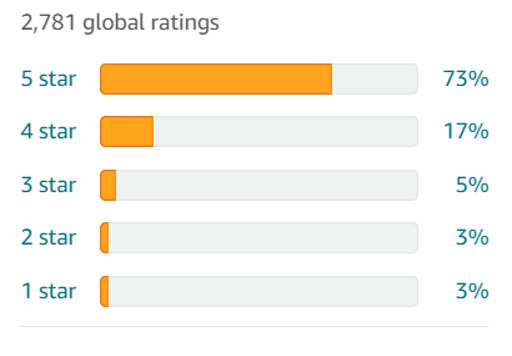 2,781 global ratings
5 star 73%
4 star 17%
3 star 5%
2 star 3%
1 star 3%